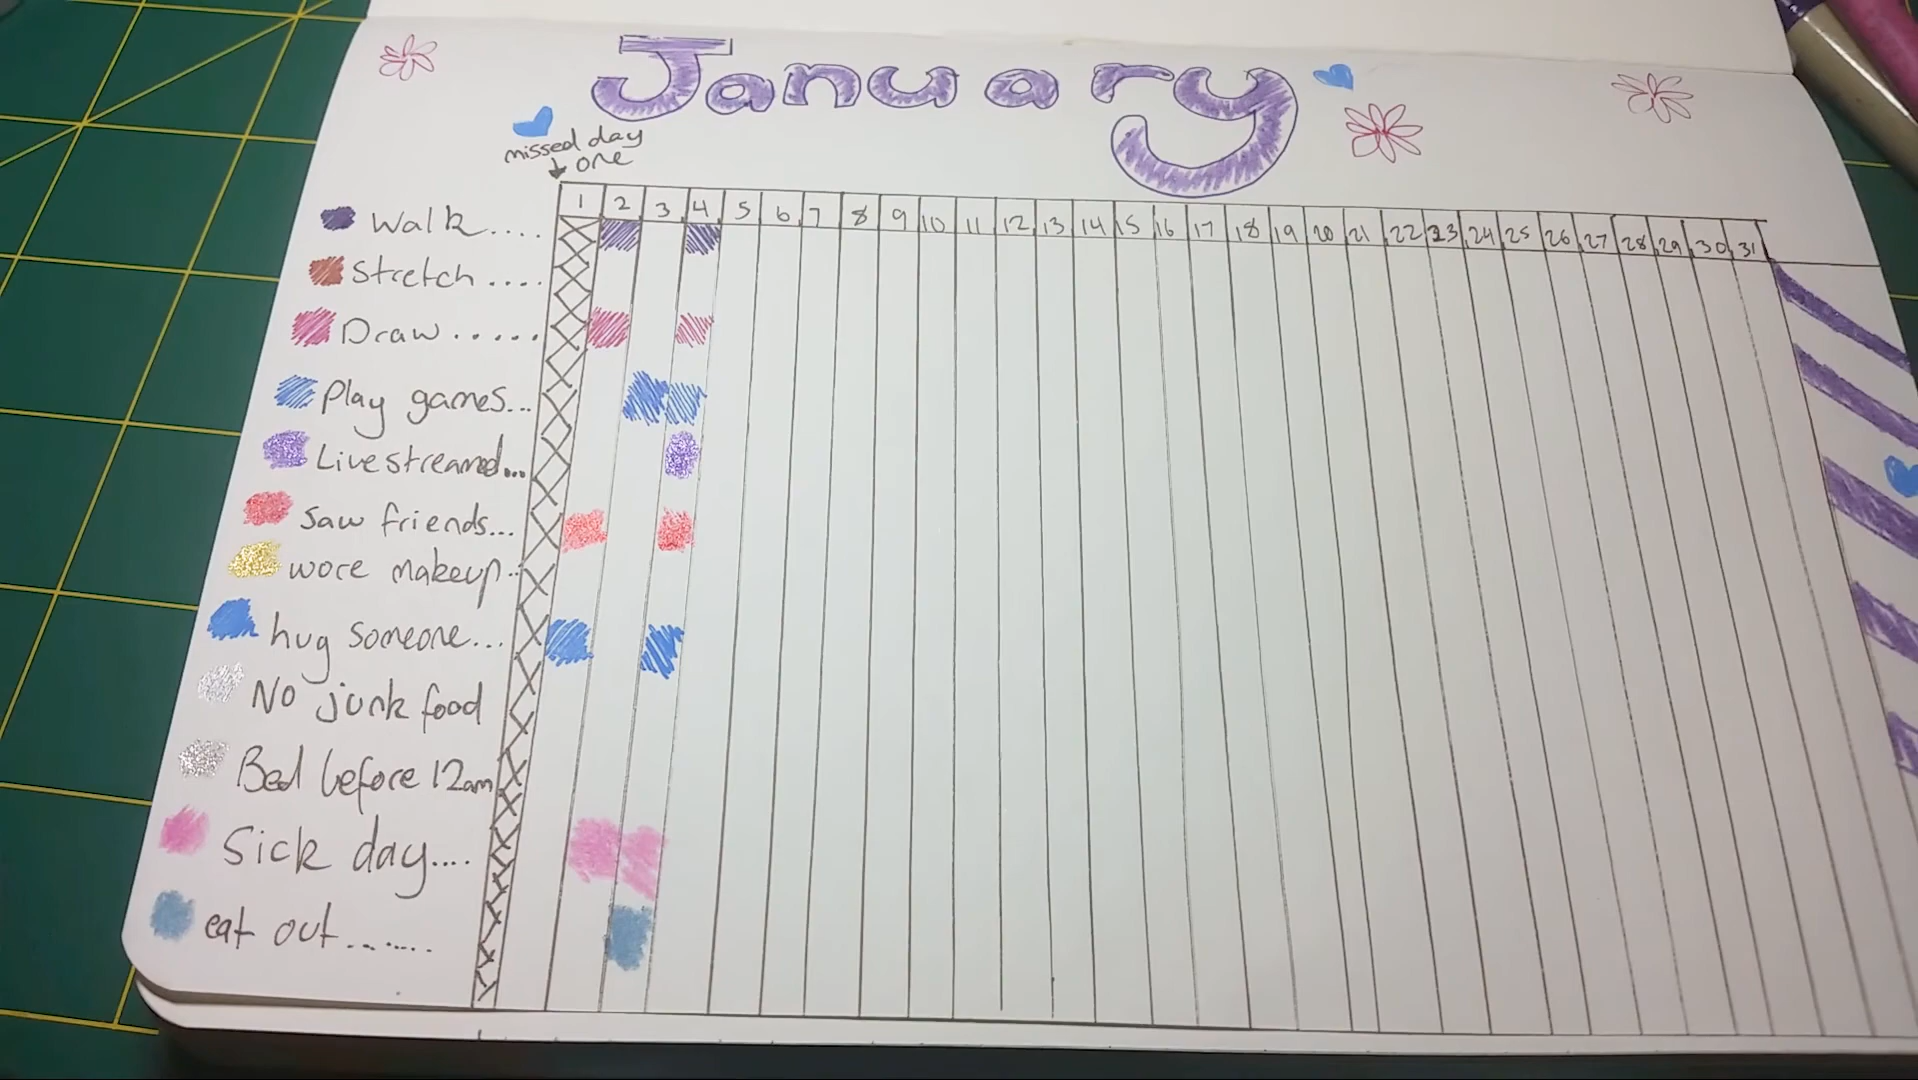 January
missed day
one
1 2 3 4 5 6 7 8 9 10 11 12 13 14 15 16 17 18 19 20 21 22 23 24 25 26 27 28 29 30 31
Walk....
Stretch....
Draw.....
Play games...
Livestreamed...
Saw friends...
wore makeup..
hug someone...
No junk food
Bed before 12am
Sick day....
eat out.......